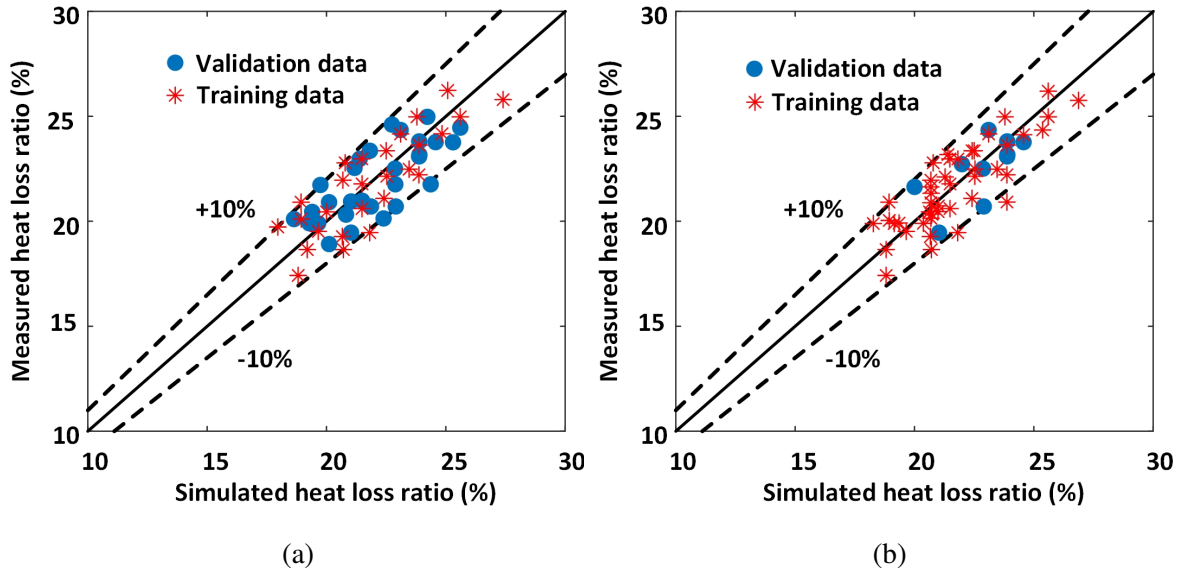 30
25
20
15
10
Measured heat loss ratio (%)
Validation data
Training data
+10%
-10%
10
15
20
25
30
Simulated heat loss ratio (%)
(a)
30
25
20
15
10
Measured heat loss ratio (%)
Validation data
Training data
+10%
-10%
10
15
20
25
30
Simulated heat loss ratio (%)
(b)